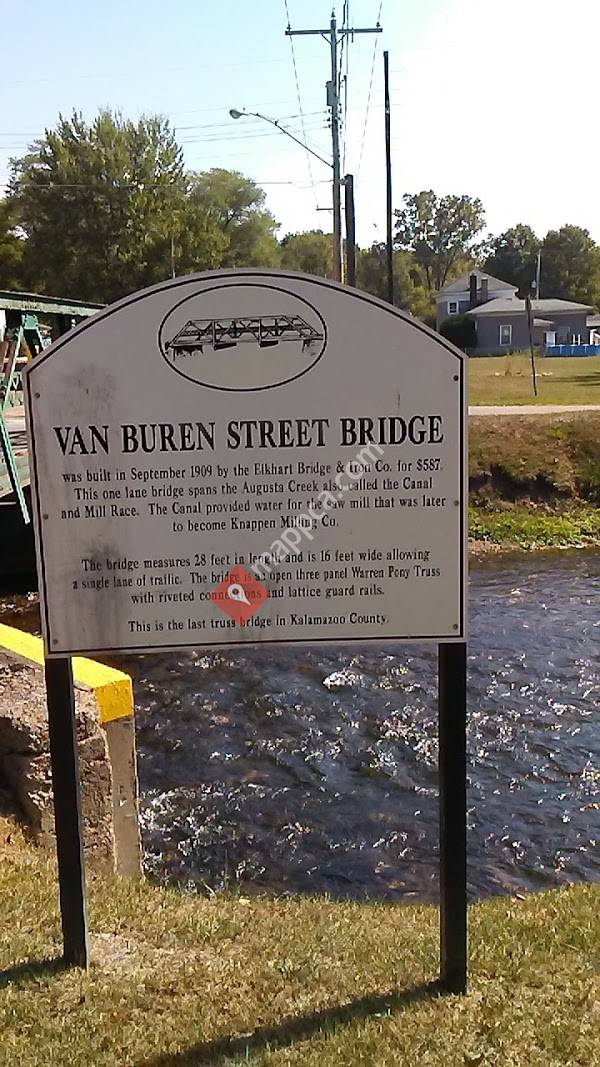 VAN BUREN STREET BRIDGE
was built in September 1909 by the Elkhart Bridge & Iron Co. for $587.
This one lane bridge spans the Augusta Creek also called the Canal
and Mill Race. The Canal provided water for the saw mill that was later
to become Knappen Milling Co.
The bridge measures 28 feet in length and is 16 feet wide allowing
a single lane of traffic. The bridge is an open three panel Warren Pony Truss
with riveted connections and lattice guard rails.
This is the last truss bridge in Kalamazoo County.
mappca.com